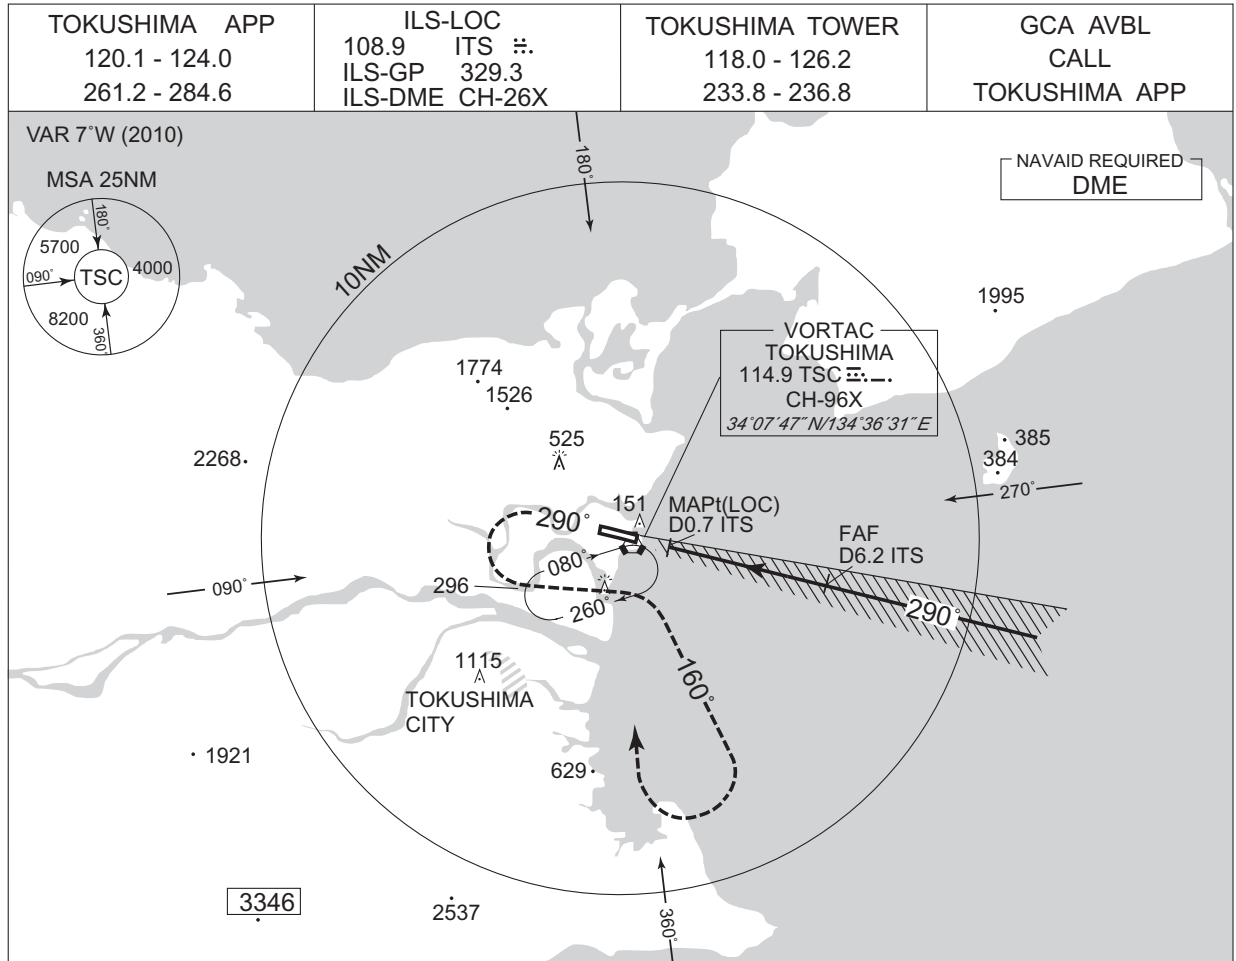 TOKUSHIMA APP
120.1 - 124.0
261.2 - 284.6
ILS-LOC
108.9 ITS
ILS-GP 329.3
ILS-DME CH-26X
TOKUSHIMA TOWER
118.0 - 126.2
233.8 - 236.8
GCA AVBL
CALL
TOKUSHIMA APP
VAR 7°W (2010)
MSA 25NM
180°
5700
4000
090°
TSC
8200
360°
180°
NAVAID REQUIRED
DME
10NM
1995
VORTAC
TOKUSHIMA
114.9 TSC
CH-96X
34°07´47˝N/134°36´31˝E
1774
1526
525
2268
385
384
270°
151
MAPt(LOC)
D0.7 ITS
290°
FAF
D6.2 ITS
080°
090°
296
260°
290°
1115
TOKUSHIMA
CITY
160°
1921
629
3346
2537
360°